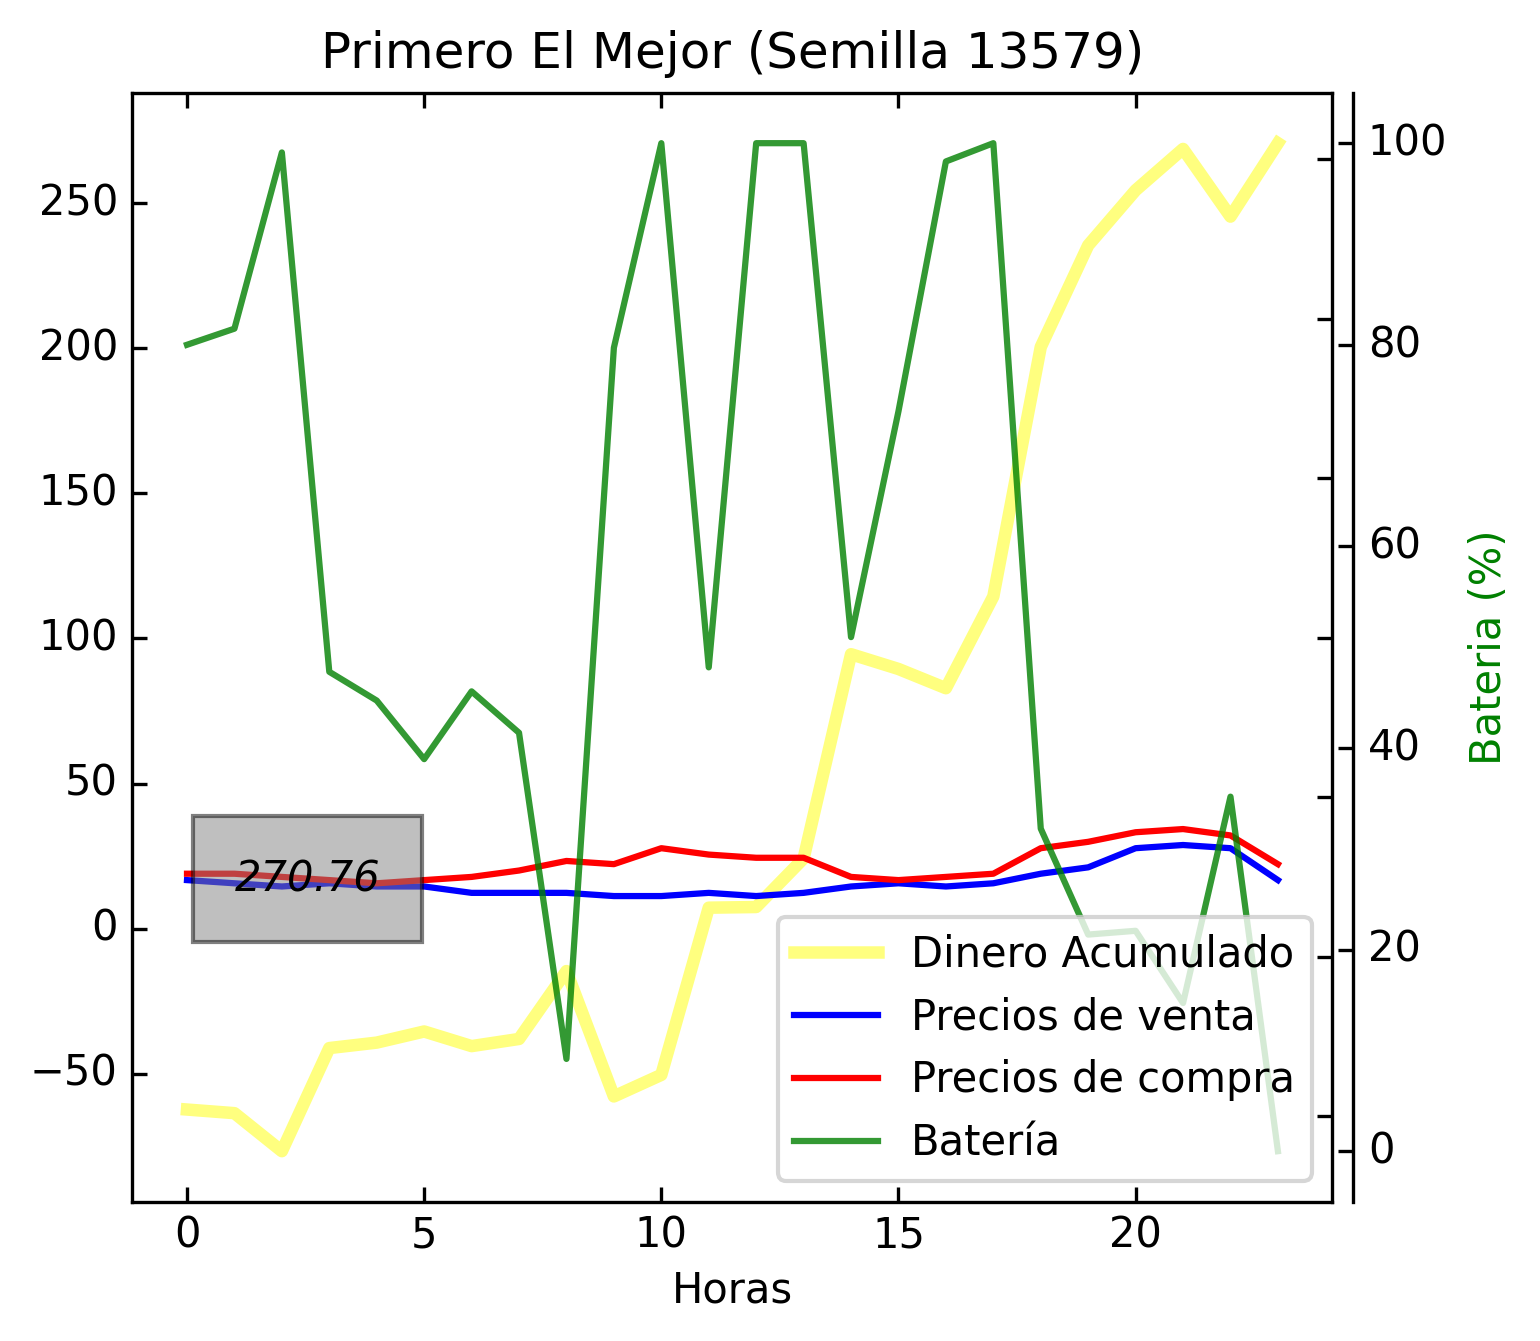 Primero El Mejor (Semilla 13579)
250
200
150
100
50
0
−50
100
80
60
40
20
0
Bateria (%)
270.76
Dinero Acumulado
Precios de venta
Precios de compra
Batería
0 5 10 15 20
Horas